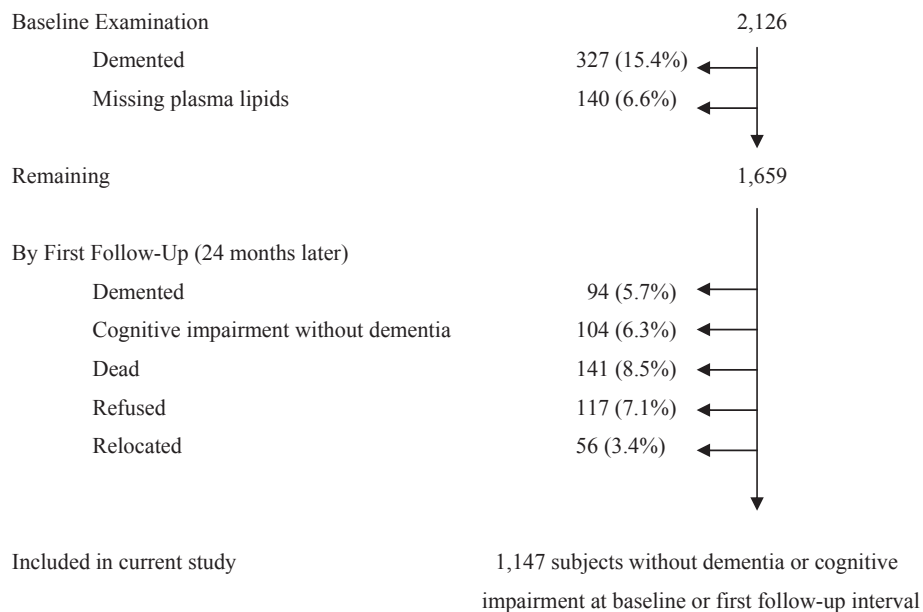 Baseline Examination 2,126
Demented 327 (15.4%)
Missing plasma lipids 140 (6.6%)
Remaining 1,659
By First Follow-Up (24 months later)
Demented 94 (5.7%)
Cognitive impairment without dementia 104 (6.3%)
Dead 141 (8.5%)
Refused 117 (7.1%)
Relocated 56 (3.4%)
Included in current study 1,147 subjects without dementia or cognitive
impairment at baseline or first follow-up interval